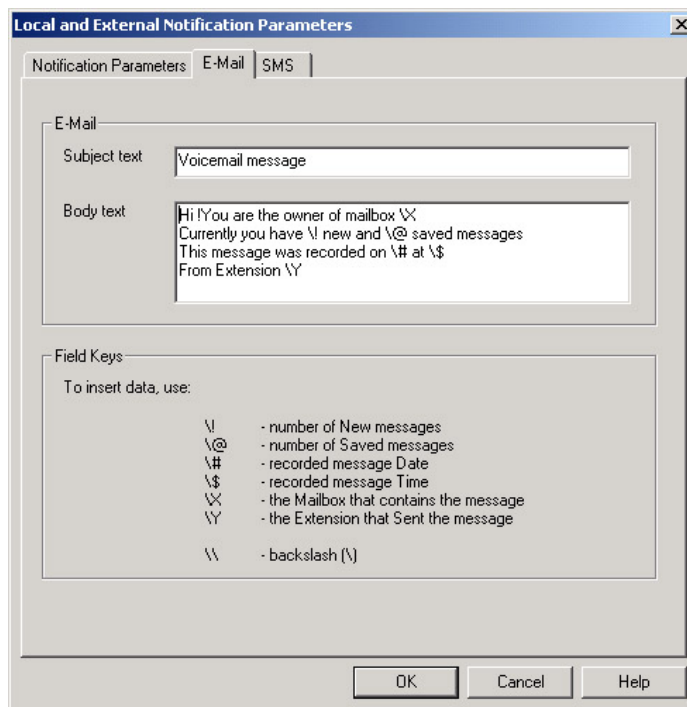 Local and External Notification Parameters
Notification Parameters E-Mail SMS
E-Mail
Subject text Voicemail message
Body text Hi !You are the owner of mailbox \X
Currently you have \! new and \@ saved messages
This message was recorded on \# at \$
From Extension \Y
Field Keys
To insert data, use:
\! - number of New messages
\@ - number of Saved messages
\# - recorded message Date
\$ - recorded message Time
\X - the Mailbox that contains the message
\Y - the Extension that Sent the message
\\ - backslash (\)
OK Cancel Help